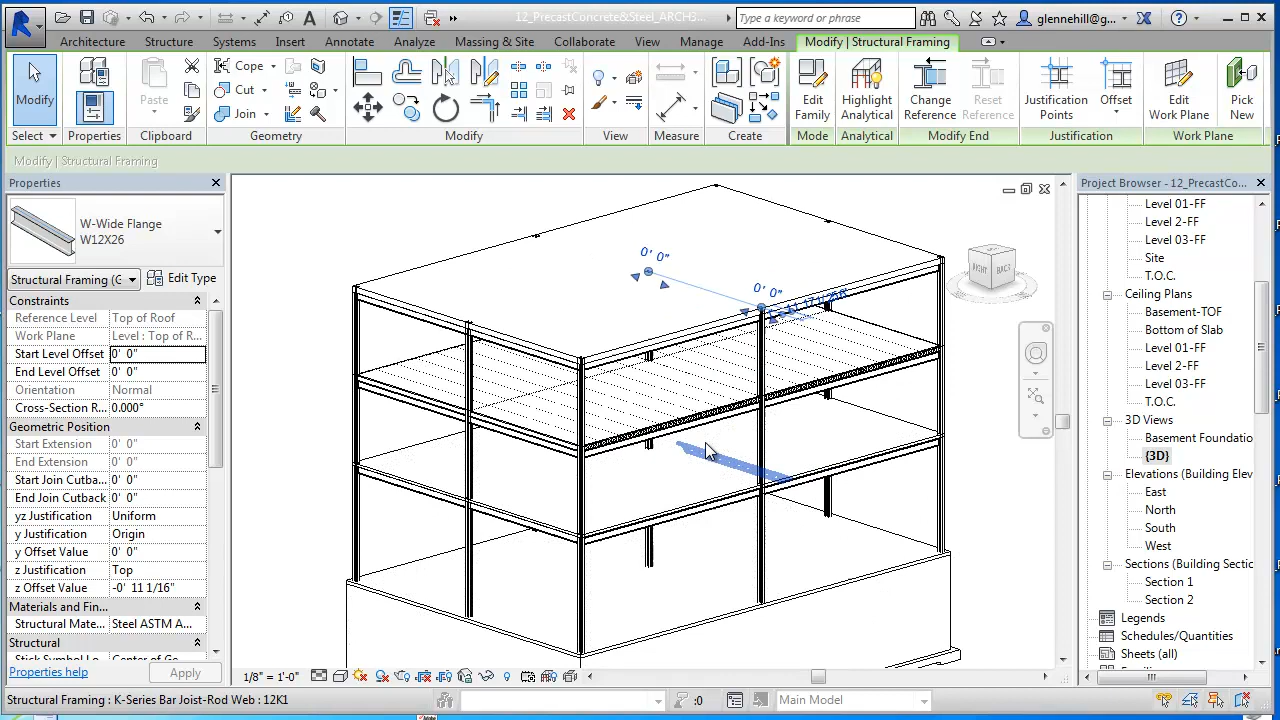 12_PrecastConcrete&Steel_ARCH3...
Type a keyword or phrase
glennehill@g...
Architecture Structure Systems Insert Annotate Analyze Massing & Site Collaborate View Manage Add-Ins Modify | Structural Framing
Modify
Paste
Cope
Cut
Join
Edit
Family
Highlight
Analytical
Change
Reference
Reset
Reference
Justification
Points
Offset
Edit
Work Plane
Pick
New
Select Properties Clipboard Geometry Modify View Measure Create Mode Analytical Modify End Justification Work Plane
Modify | Structural Framing
Properties
W-Wide Flange
W12X26
Structural Framing (G
Edit Type
Constraints
Reference Level Top of Roof
Work Plane Level : Top of R...
Start Level Offset 0' 0"
End Level Offset 0' 0"
Orientation Normal
Cross-Section R... 0.000°
Geometric Position
Start Extension 0' 0"
End Extension 0' 0"
Start Join Cutba... 0' 0"
End Join Cutback 0' 0"
yz Justification Uniform
y Justification Origin
y Offset Value 0' 0"
z Justification Top
z Offset Value -0' 11 1/16"
Materials and Fin...
Structural Mate... Steel ASTM A...
Structural
Properties help
Apply
0' 0"
0' 0"
RIGHT
BACK
Project Browser - 12_PrecastCo...
Level 01-FF
Level 2-FF
Level 03-FF
Site
T.O.C.
Ceiling Plans
Basement-TOF
Bottom of Slab
Level 01-FF
Level 2-FF
Level 03-FF
T.O.C.
3D Views
Basement Foundatio
{3D}
Elevations (Building Elev
East
North
South
West
Sections (Building Sectic
Section 1
Section 2
Legends
Schedules/Quantities
Sheets (all)
1/8" = 1'-0"
Structural Framing : K-Series Bar Joist-Rod Web : 12K1
:0
Main Model